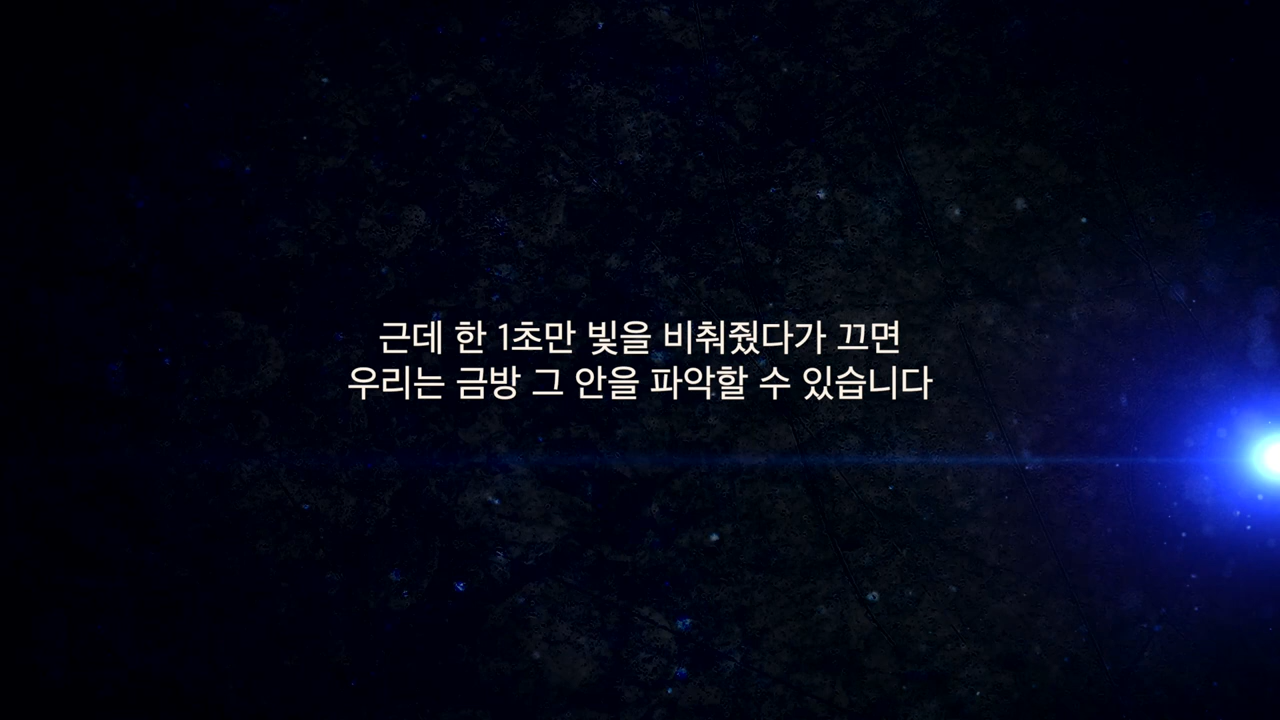 근데 한 1초만 빛을 비춰줬다가 끄면
우리는 금방 그 안을 파악할 수 있습니다